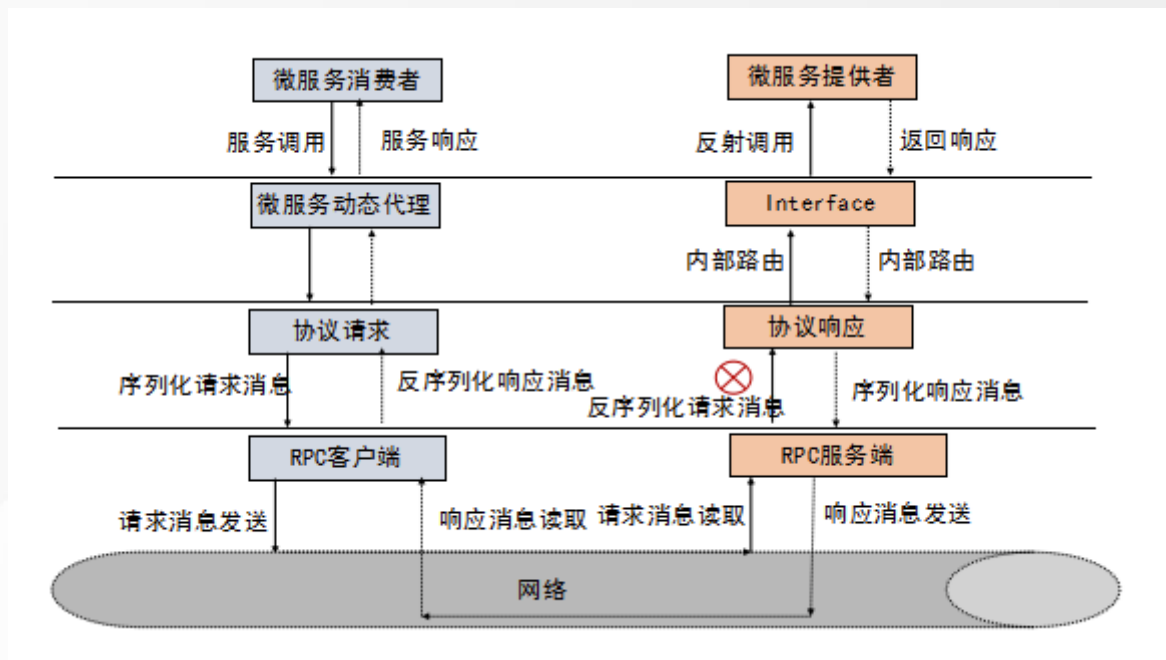 微服务消费者
微服务提供者
服务调用
服务响应
反射调用
返回响应
微服务动态代理
Interface
内部路由
内部路由
协议请求
协议响应
序列化请求消息
反序列化响应消息
反序列化请求消息
序列化响应消息
RPC客户端
RPC服务端
请求消息发送
响应消息读取
请求消息读取
响应消息发送
网络